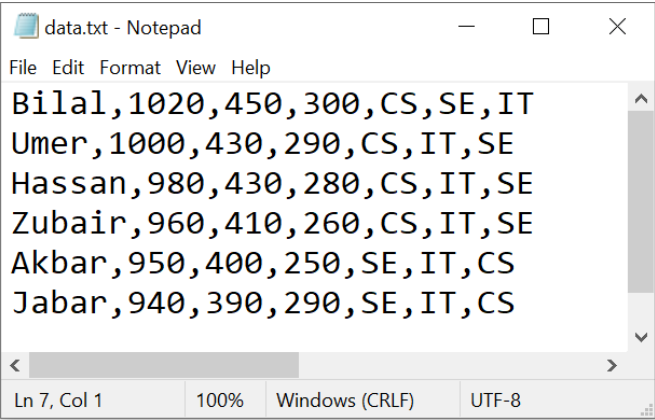 data.txt - Notepad
File Edit Format View Help
Bilal,1020,450,300,CS,SE,IT
Umer,1000,430,290,CS,IT,SE
Hassan,980,430,280,CS,IT,SE
Zubair,960,410,260,CS,IT,SE
Akbar,950,400,250,SE,IT,CS
Jabar,940,390,290,SE,IT,CS
Ln 7, Col 1 100% Windows (CRLF) UTF-8